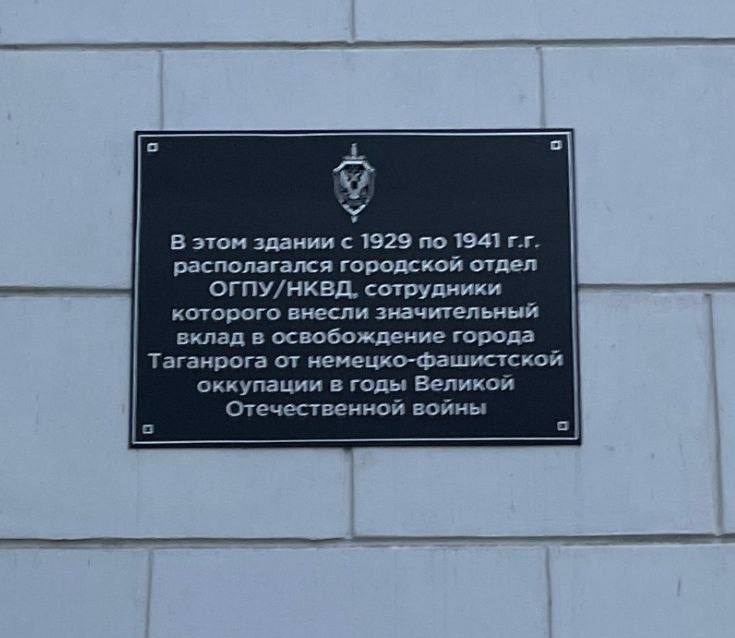 В этом здании с 1929 по 1941 г.г.
располагался городской отдел
ОГПУ/НКВД, сотрудники
которого внесли значительный
вклад в освобождение города
Таганрога от немецко-фашистской
оккупации в годы Великой
Отечественной войны